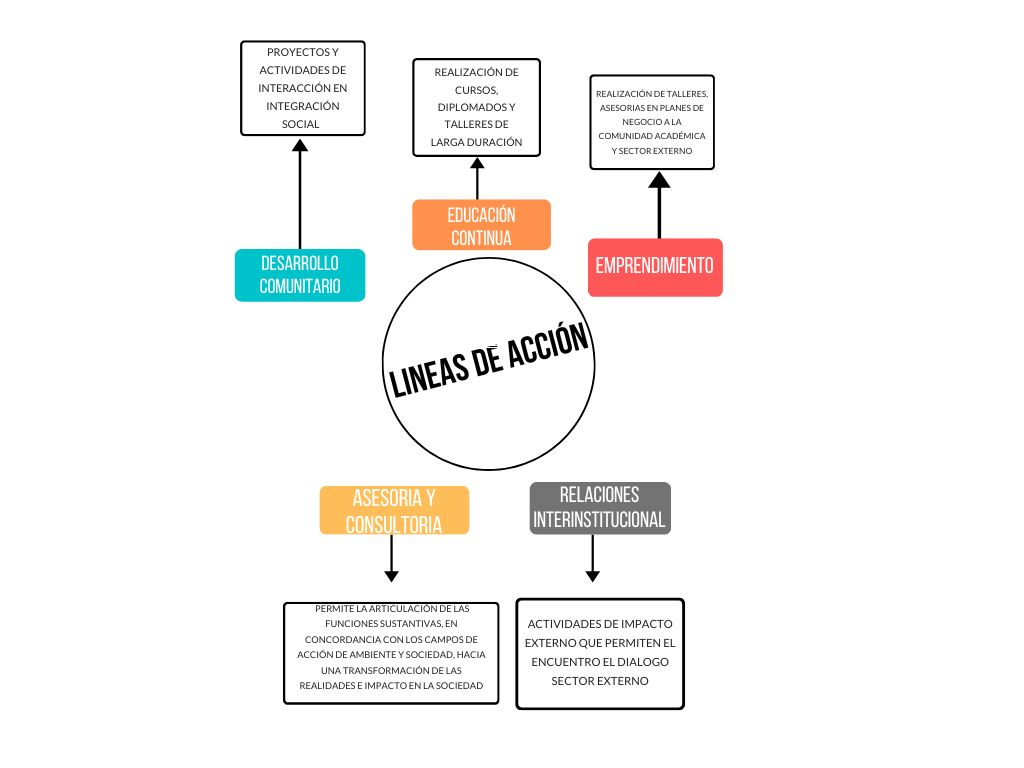 PROYECTOS Y
ACTIVIDADES DE
INTERACCIÓN EN
INTEGRACIÓN
SOCIAL
REALIZACIÓN DE
CURSOS,
DIPLOMADOS Y
TALLERES DE
LARGA DURACIÓN
REALIZACIÓN DE TALLERES,
ASESORIAS EN PLANES DE
NEGOCIO A LA
COMUNIDAD ACADÉMICA
Y SECTOR EXTERNO
DESARROLLO
COMUNITARIO
EDUCACIÓN
CONTINUA
EMPRENDIMIENTO
LINEAS DE ACCIÓN
ASESORIA Y
CONSULTORIA
RELACIONES
INTERINSTITUCIONAL
PERMITE LA ARTICULACIÓN DE LAS
FUNCIONES SUSTANTIVAS, EN
CONCORDANCIA CON LOS CAMPOS DE
ACCIÓN DE AMBIENTE Y SOCIEDAD, HACIA
UNA TRANSFORMACIÓN DE LAS
REALIDADES E IMPACTO EN LA SOCIEDAD
ACTIVIDADES DE IMPACTO
EXTERNO QUE PERMITEN EL
ENCUENTRO EL DIALOGO
SECTOR EXTERNO